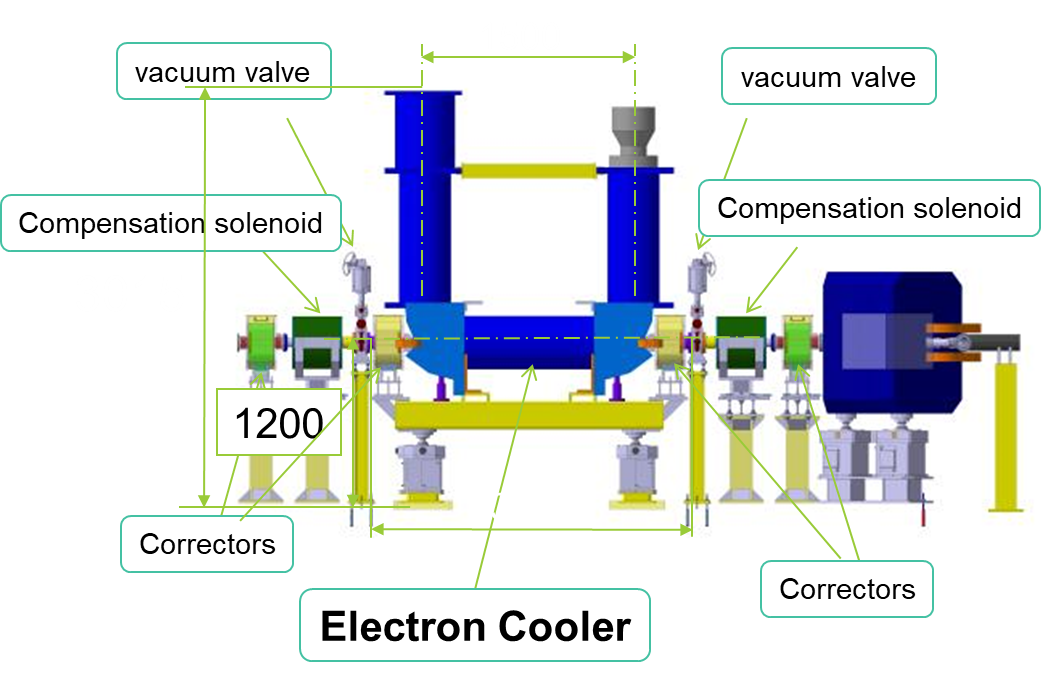 vacuum valve
vacuum valve
Compensation solenoid
Compensation solenoid
1200
Correctors
Correctors
Electron Cooler